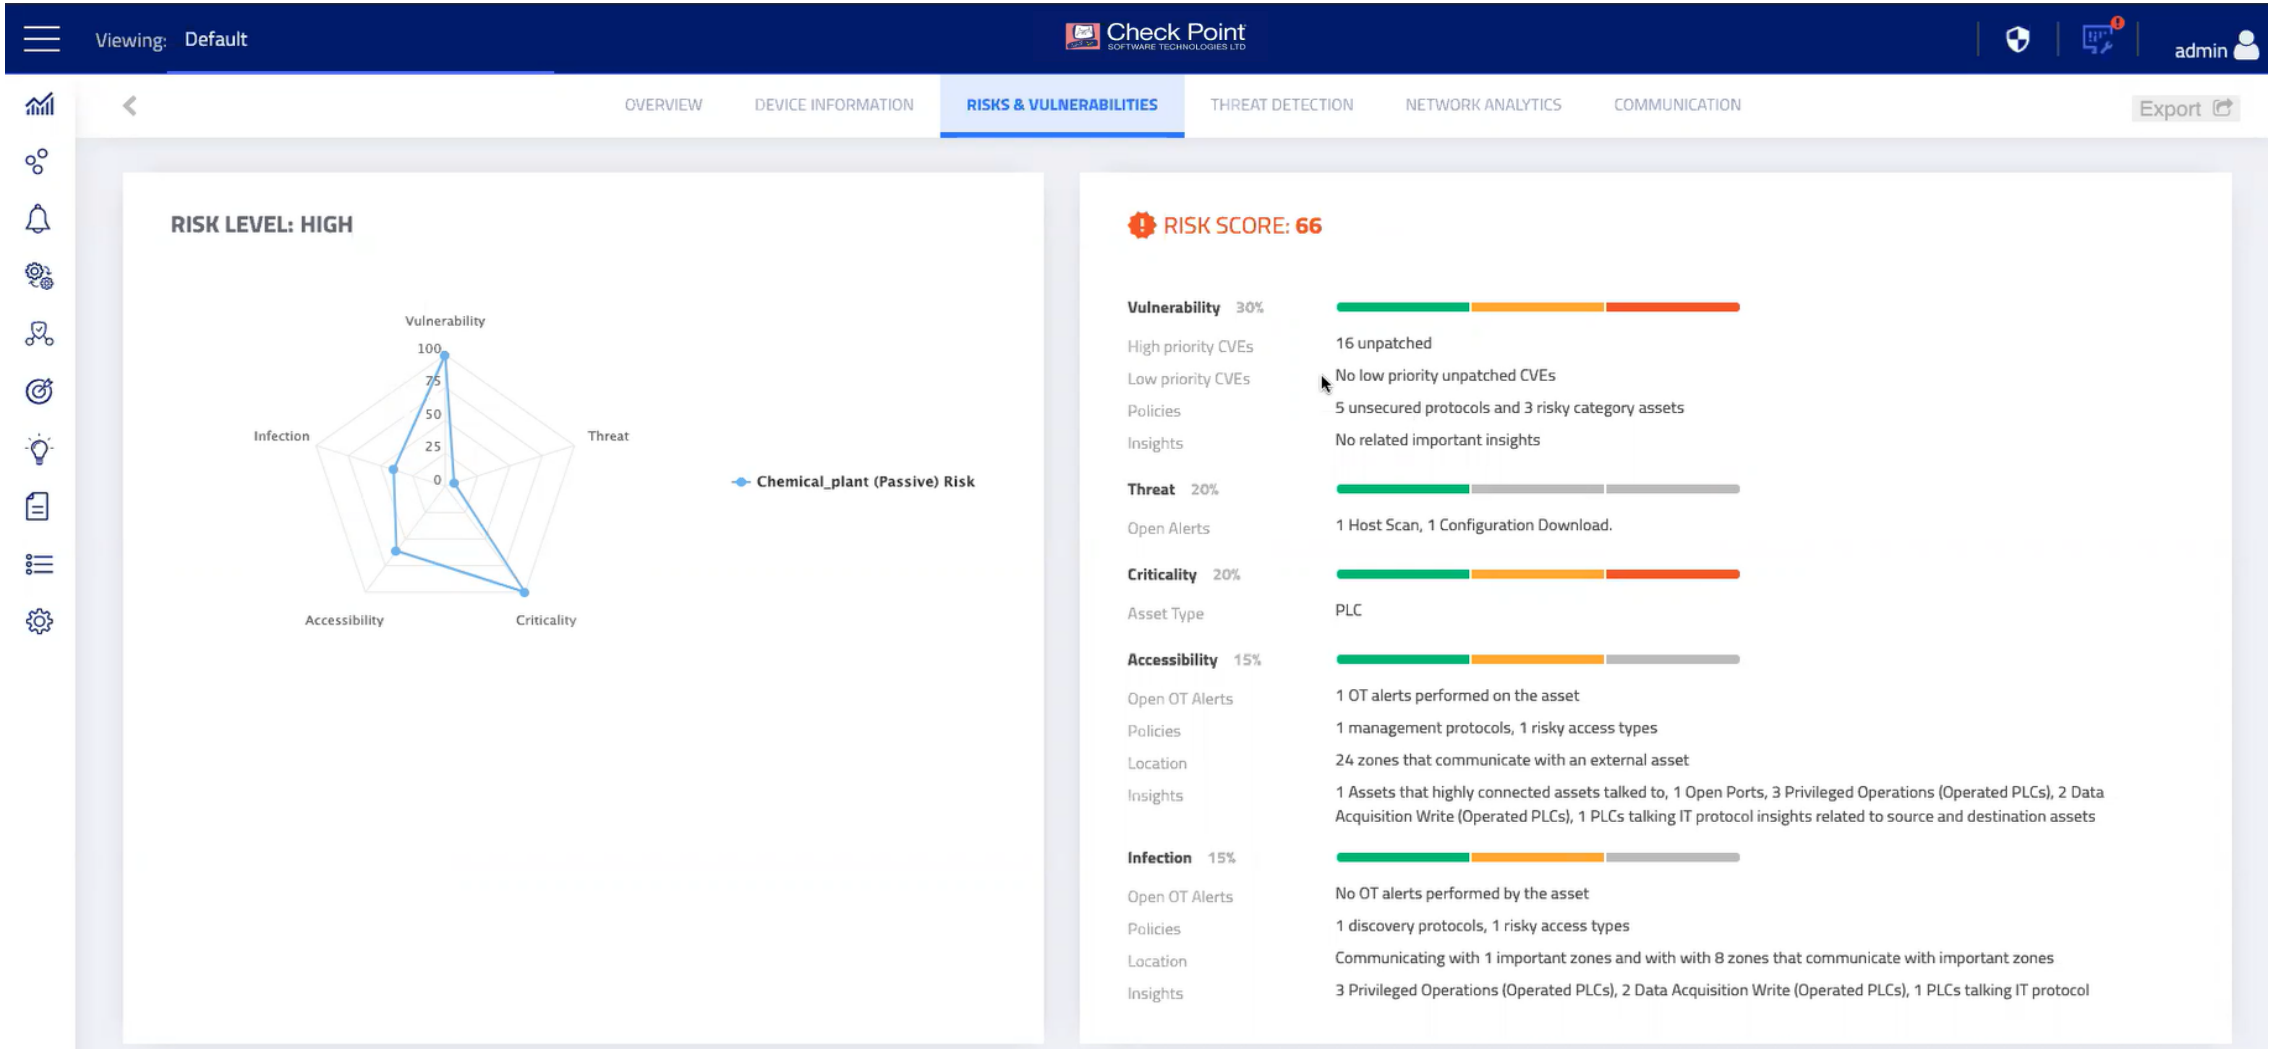 Viewing: Default
Check Point
SOFTWARE TECHNOLOGIES LTD
admin
OVERVIEW
DEVICE INFORMATION
RISKS & VULNERABILITIES
THREAT DETECTION
NETWORK ANALYTICS
COMMUNICATION
Export
RISK LEVEL: HIGH
Vulnerability
100
75
50
25
0
Infection
Threat
Accessibility
Criticality
Chemical_plant (Passive) Risk
RISK SCORE: 66
Vulnerability 30%
High priority CVEs 16 unpatched
Low priority CVEs No low priority unpatched CVEs
Policies 5 unsecured protocols and 3 risky category assets
Insights No related important insights
Threat 20%
Open Alerts 1 Host Scan, 1 Configuration Download.
Criticality 20%
Asset Type PLC
Accessibility 15%
Open OT Alerts 1 OT alerts performed on the asset
Policies 1 management protocols, 1 risky access types
Location 24 zones that communicate with an external asset
Insights 1 Assets that highly connected assets talked to, 1 Open Ports, 3 Privileged Operations (Operated PLCs), 2 Data
Acquisition Write (Operated PLCs), 1 PLCs talking IT protocol insights related to source and destination assets
Infection 15%
Open OT Alerts No OT alerts performed by the asset
Policies 1 discovery protocols, 1 risky access types
Location Communicating with 1 important zones and with with 8 zones that communicate with important zones
Insights 3 Privileged Operations (Operated PLCs), 2 Data Acquisition Write (Operated PLCs), 1 PLCs talking IT protocol